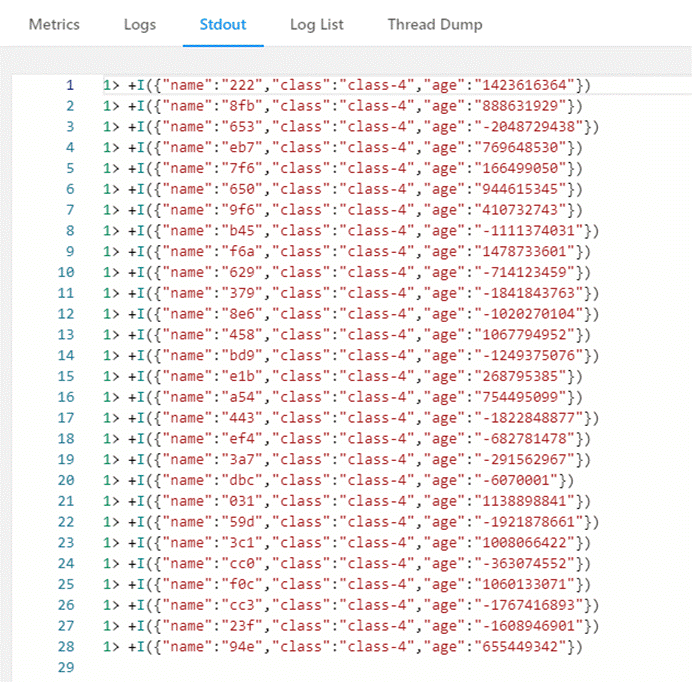 Metrics Logs Stdout Log List Thread Dump
1 1> +I({"name":"222","class":"class-4","age":"1423616364"})
2 1> +I({"name":"8fb","class":"class-4","age":"888631929"})
3 1> +I({"name":"653","class":"class-4","age":"-2048729438"})
4 1> +I({"name":"eb7","class":"class-4","age":"769648530"})
5 1> +I({"name":"7f6","class":"class-4","age":"166499050"})
6 1> +I({"name":"650","class":"class-4","age":"944615345"})
7 1> +I({"name":"9f6","class":"class-4","age":"410732743"})
8 1> +I({"name":"b45","class":"class-4","age":"-1111374031"})
9 1> +I({"name":"f6a","class":"class-4","age":"1478733601"})
10 1> +I({"name":"629","class":"class-4","age":"-714123459"})
11 1> +I({"name":"379","class":"class-4","age":"-1841843763"})
12 1> +I({"name":"8e6","class":"class-4","age":"-1020270104"})
13 1> +I({"name":"458","class":"class-4","age":"1067794952"})
14 1> +I({"name":"bd9","class":"class-4","age":"-1249375076"})
15 1> +I({"name":"e1b","class":"class-4","age":"268795385"})
16 1> +I({"name":"a54","class":"class-4","age":"754495099"})
17 1> +I({"name":"443","class":"class-4","age":"-1822848877"})
18 1> +I({"name":"ef4","class":"class-4","age":"-682781478"})
19 1> +I({"name":"3a7","class":"class-4","age":"-291562967"})
20 1> +I({"name":"dbc","class":"class-4","age":"-6070001"})
21 1> +I({"name":"031","class":"class-4","age":"1138898841"})
22 1> +I({"name":"59d","class":"class-4","age":"-1921878661"})
23 1> +I({"name":"3c1","class":"class-4","age":"1008066422"})
24 1> +I({"name":"cc0","class":"class-4","age":"-363074552"})
25 1> +I({"name":"f0c","class":"class-4","age":"1060133071"})
26 1> +I({"name":"cc3","class":"class-4","age":"-1767416893"})
27 1> +I({"name":"23f","class":"class-4","age":"-1608946901"})
28 1> +I({"name":"94e","class":"class-4","age":"655449342"})
29